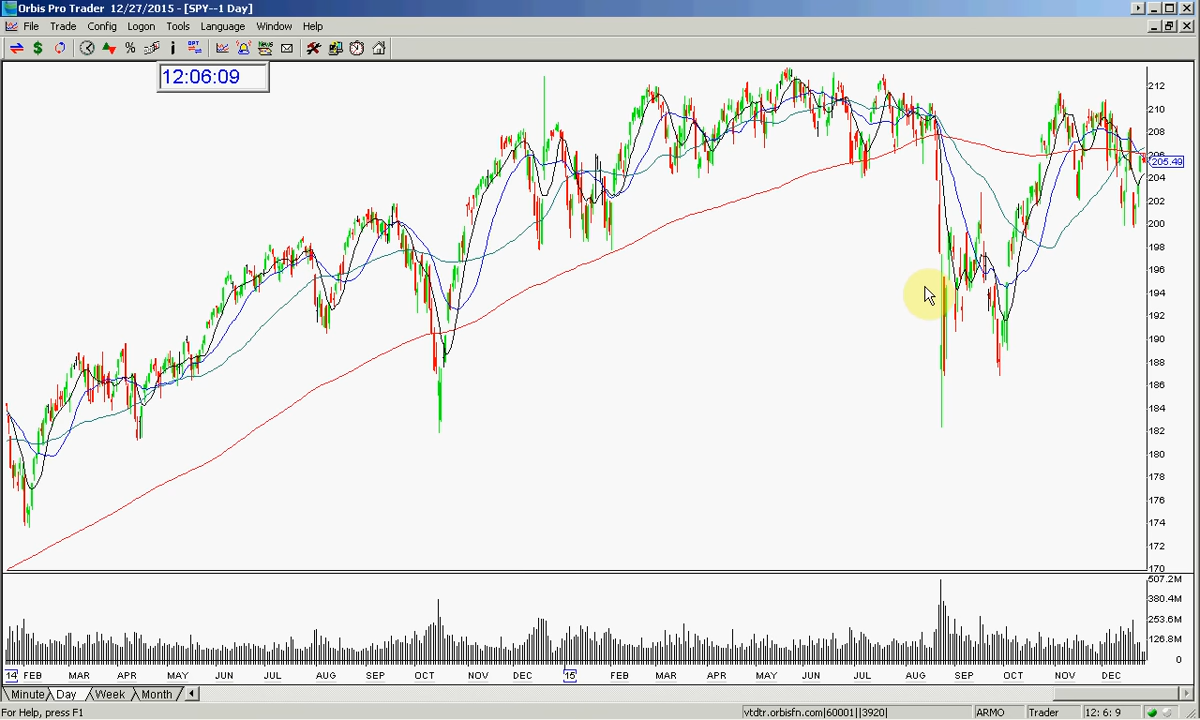 Orbis Pro Trader 12/27/2015 - [SPY--1 Day]
File Trade Config Logon Tools Language Window Help
12:06:09
212
210
208
206
205.49
204
202
200
198
196
194
192
190
188
186
184
182
180
178
176
174
172
170
507.2M
380.4M
253.6M
126.8M
0
14 FEB MAR APR MAY JUN JUL AUG SEP OCT NOV DEC 15 FEB MAR APR MAY JUN JUL AUG SEP OCT NOV DEC
Minute Day Week Month
For Help, press F1 vtdtr.orbisfn.com|60001||3920| ARMO Trader 12: 6: 9